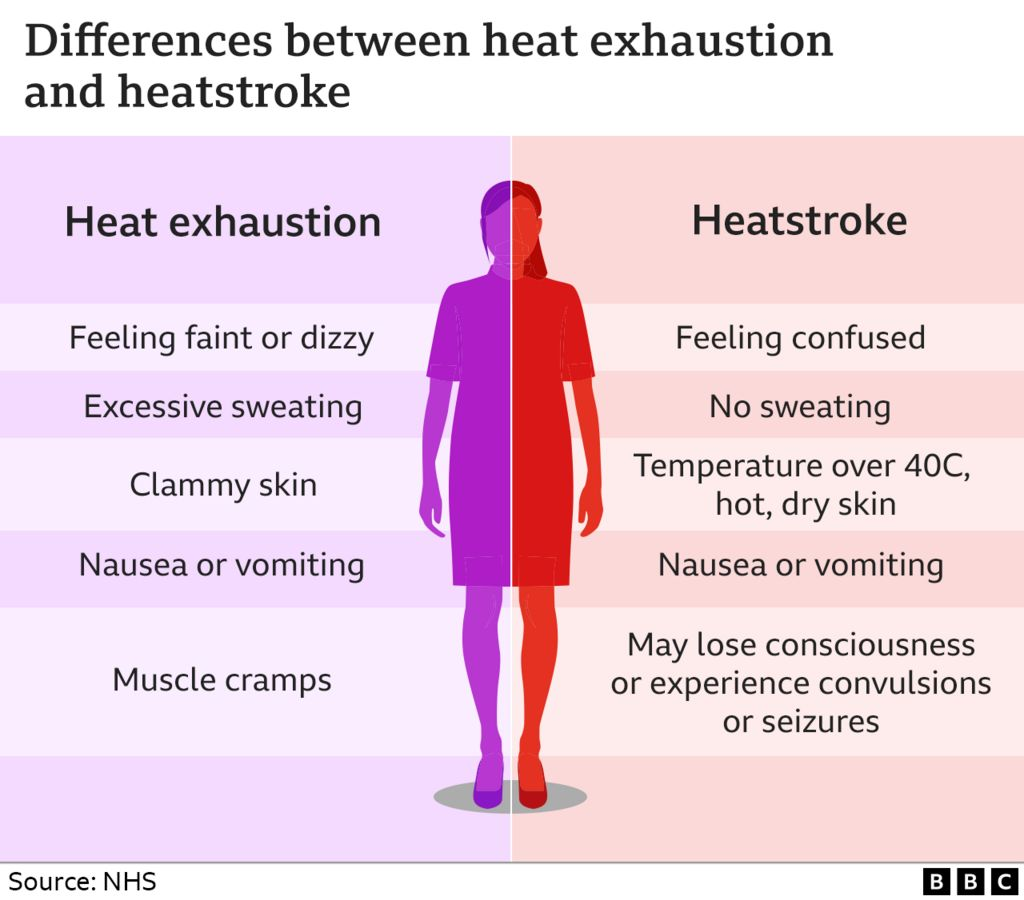 Differences between heat exhaustion
and heatstroke
Heat exhaustion
Heatstroke
Feeling faint or dizzy
Feeling confused
Excessive sweating
No sweating
Clammy skin
Temperature over 40C,
hot, dry skin
Nausea or vomiting
Nausea or vomiting
Muscle cramps
May lose consciousness
or experience convulsions
or seizures
Source: NHS
BBC